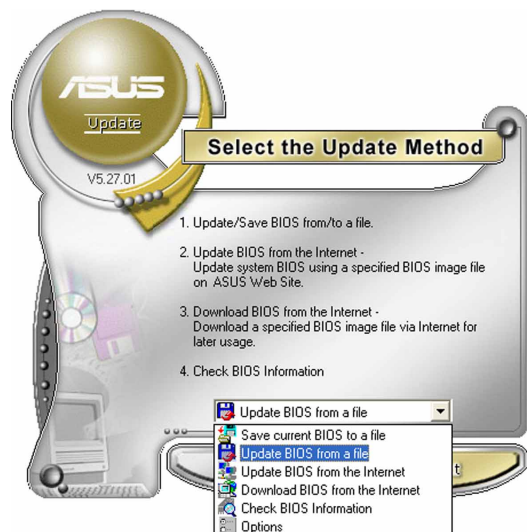 ASUS
Update
V5.27.01
Select the Update Method
1. Update/Save BIOS from/to a file.
2. Update BIOS from the Internet -
Update system BIOS using a specified BIOS image file
on ASUS Web Site.
3. Download BIOS from the Internet -
Download a specified BIOS image file via Internet for
later usage.
4. Check BIOS Information
Update BIOS from a file
Save current BIOS to a file
Update BIOS from a file
Update BIOS from the Internet
Download BIOS from the Internet
Check BIOS Information
Options